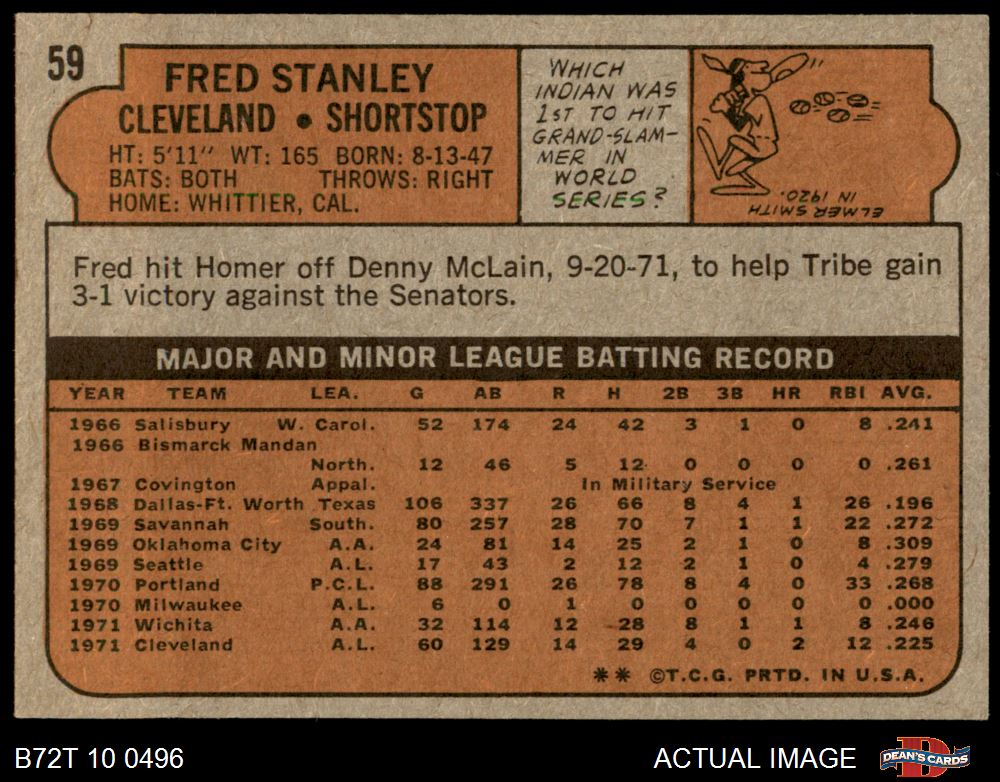 59
FRED STANLEY
CLEVELAND • SHORTSTOP
HT: 5'11" WT: 165 BORN: 8-13-47
BATS: BOTH THROWS: RIGHT
HOME: WHITTIER, CAL.
WHICH
INDIAN WAS
1ST TO HIT
GRAND-SLAM-
MER IN
WORLD
SERIES?
ELMER SMITH
IN 1920.
Fred hit Homer off Denny McLain, 9-20-71, to help Tribe gain
3-1 victory against the Senators.
MAJOR AND MINOR LEAGUE BATTING RECORD
YEAR TEAM LEA. G AB R H 2B 3B HR RBI AVG.
1966 Salisbury W. Carol. 52 174 24 42 3 1 0 8 .241
1966 Bismarck Mandan
North. 12 46 5 12 0 0 0 0 .261
1967 Covington Appal. In Military Service
1968 Dallas-Ft. Worth Texas 106 337 26 66 8 4 1 26 .196
1969 Savannah South. 80 257 28 70 7 1 1 22 .272
1969 Oklahoma City A.A. 24 81 14 25 2 1 0 8 .309
1969 Seattle A.L. 17 43 2 12 2 1 0 4 .279
1970 Portland P.C.L. 88 291 26 78 8 4 0 33 .268
1970 Milwaukee A.L. 6 0 1 0 0 0 0 0 .000
1971 Wichita A.A. 32 114 12 28 8 1 1 8 .246
1971 Cleveland A.L. 60 129 14 29 4 0 2 12 .225
** ©T.C.G. PRTD. IN U.S.A.
B72T 10 0496 ACTUAL IMAGE DEAN'S CARDS